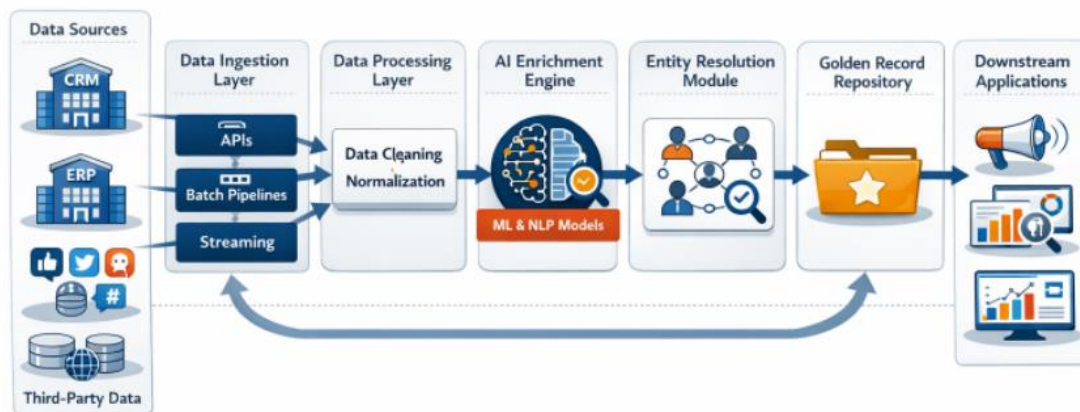 Data Sources
CRM
ERP
#
Third-Party Data
Data Ingestion
Layer
APIs
Batch Pipelines
Streaming
Data Processing
Layer
Data Cleaning
Normalization
AI Enrichment
Engine
ML & NLP Models
Entity Resolution
Module
Golden Record
Repository
Downstream
Applications